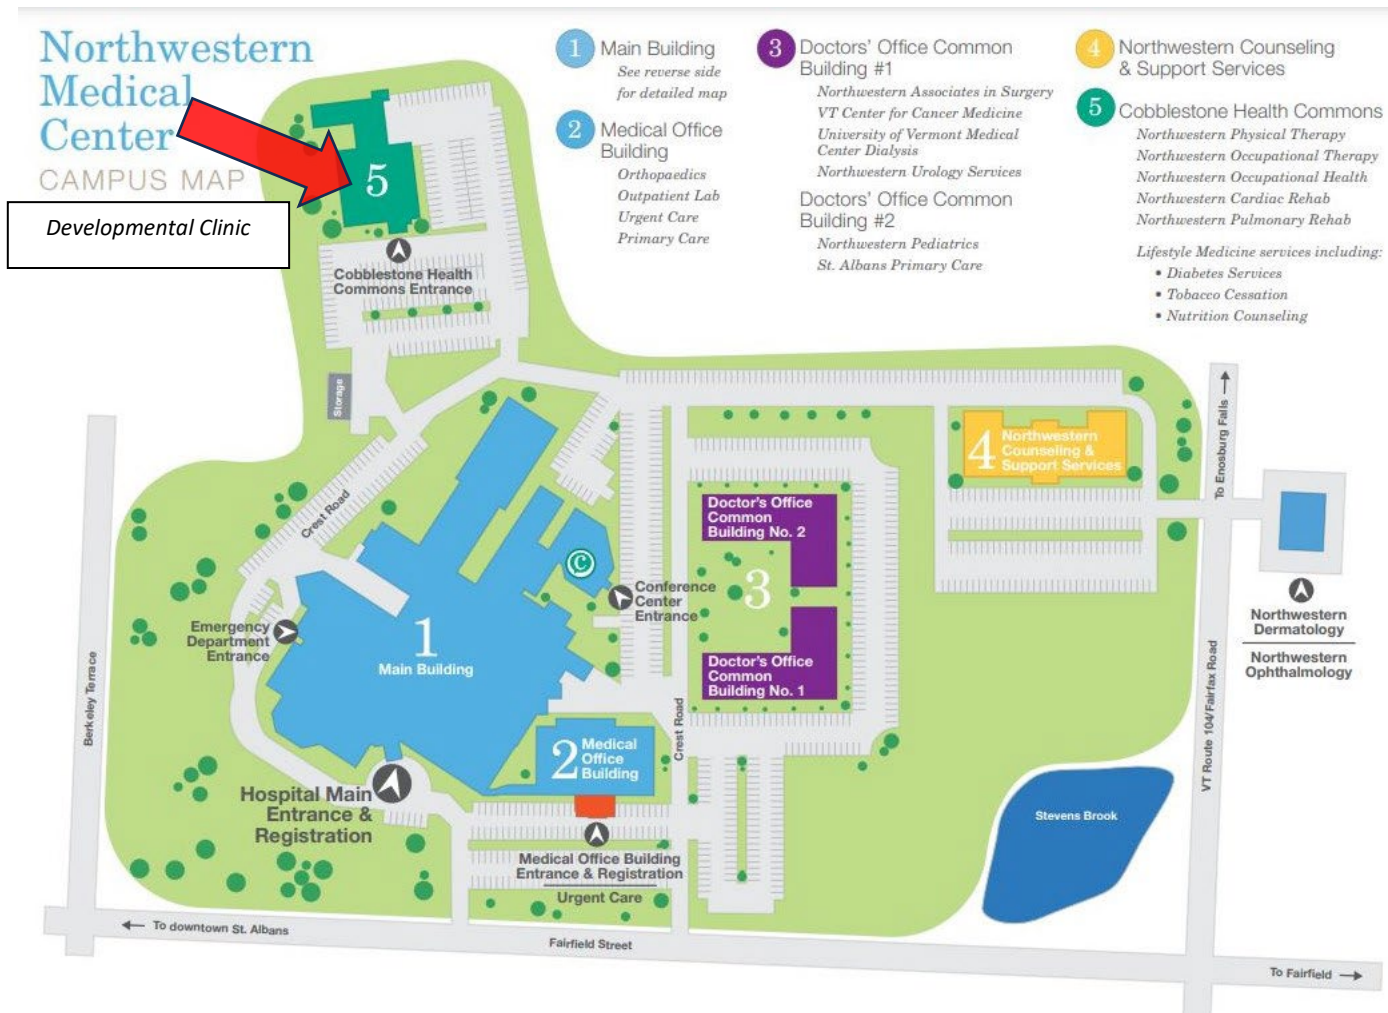 Northwestern
Medical
Center
CAMPUS MAP
Developmental Clinic
1 Main Building
See reverse side
for detailed map
2 Medical Office
Building
Orthopaedics
Outpatient Lab
Urgent Care
Primary Care
3 Doctors' Office Common
Building #1
Northwestern Associates in Surgery
VT Center for Cancer Medicine
University of Vermont Medical
Center Dialysis
Northwestern Urology Services
Doctors' Office Common
Building #2
Northwestern Pediatrics
St. Albans Primary Care
4 Northwestern Counseling
& Support Services
5 Cobblestone Health Commons
Northwestern Physical Therapy
Northwestern Occupational Therapy
Northwestern Occupational Health
Northwestern Cardiac Rehab
Northwestern Pulmonary Rehab
Lifestyle Medicine services including:
• Diabetes Services
• Tobacco Cessation
• Nutrition Counseling
5
Cobblestone Health
Commons Entrance
Storage
Crest Road
Berkeley Terrace
Emergency
Department
Entrance
1
Main Building
C
Conference
Center
Entrance
Doctor's Office
Common
Building No. 2
3
Doctor's Office
Common
Building No. 1
4 Northwestern
Counseling &
Support Services
To Enosburg Falls
Northwestern
Dermatology
Northwestern
Ophthalmology
VT Route 104/Fairfax Road
Crest Road
2 Medical
Office
Building
Hospital Main
Entrance &
Registration
Medical Office Building
Entrance & Registration
Urgent Care
Stevens Brook
To downtown St. Albans
Fairfield Street
To Fairfield